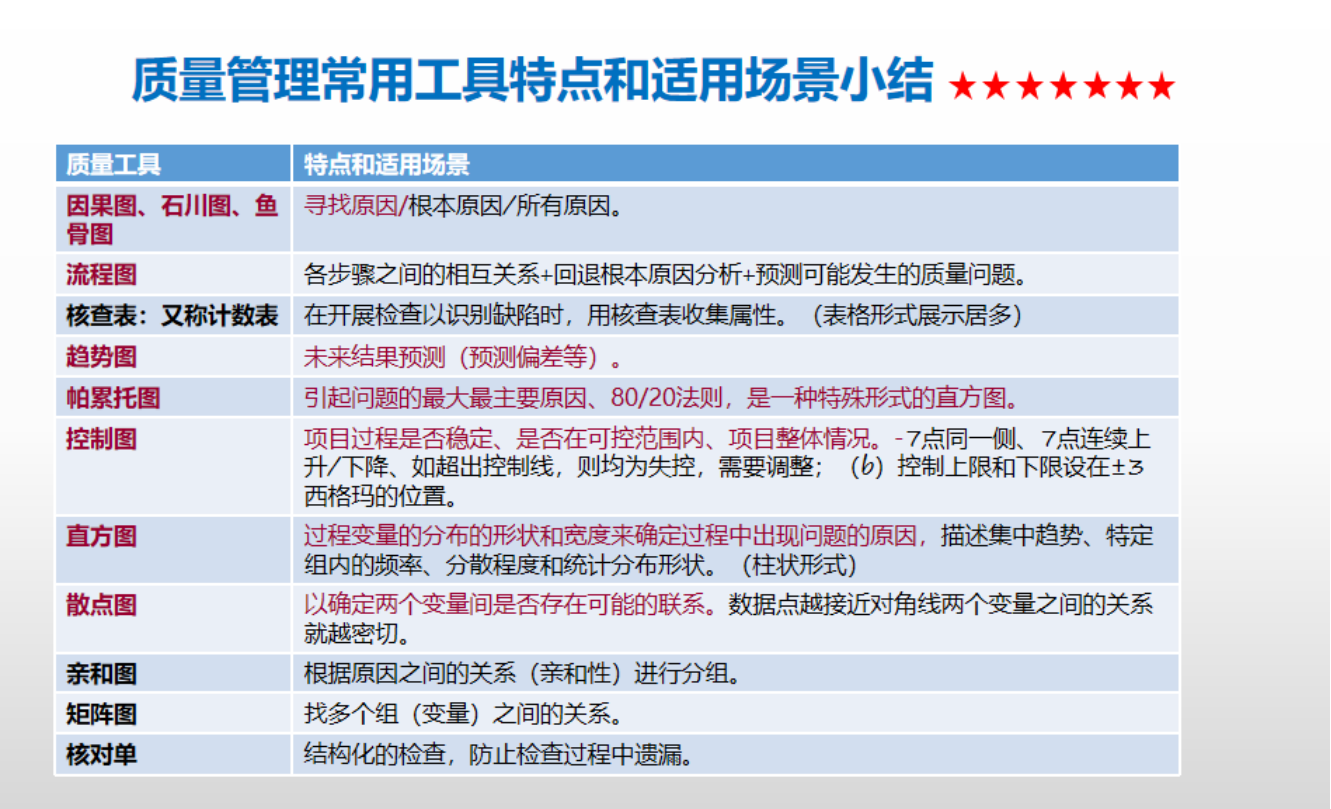 质量管理常用工具特点和适用场景小结 ★★★★★★★
质量工具 特点和适用场景
因果图、石川图、鱼
骨图
寻找原因/根本原因/所有原因。
流程图 各步骤之间的相互关系+回退根本原因分析+预测可能发生的质量问题。
核查表：又称计数表 在开展检查以识别缺陷时，用核查表收集属性。（表格形式展示居多）
趋势图 未来结果预测（预测偏差等）。
帕累托图 引起问题的最大最主要原因、80/20法则，是一种特殊形式的直方图。
控制图 项目过程是否稳定、是否在可控范围内、项目整体情况。-7点同一侧、7点连续上
升/下降、如超出控制线，则均为失控，需要调整；（b）控制上限和下限设在±3
西格玛的位置。
直方图 过程变量的分布的形状和宽度来确定过程中出现问题的原因，描述集中趋势、特定
组内的频率、分散程度和统计分布形状。（柱状形式）
散点图 以确定两个变量间是否存在可能的联系。数据点越接近对角线两个变量之间的关系
就越密切。
亲和图 根据原因之间的关系（亲和性）进行分组。
矩阵图 找多个组（变量）之间的关系。
核对单 结构化的检查，防止检查过程中遗漏。